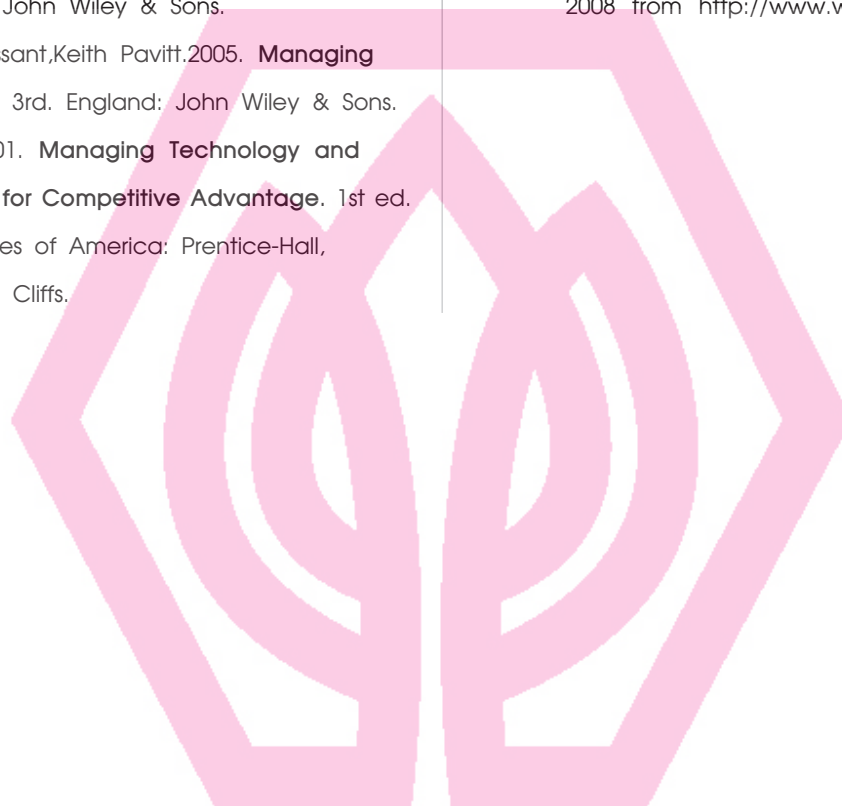 John Wiley & Sons.
ssant,Keith Pavitt.2005. Managing
3rd. England: John Wiley & Sons.
01. Managing Technology and
for Competitive Advantage. 1st ed.
es of America: Prentice-Hall,
Cliffs.
2008 from http://www.w